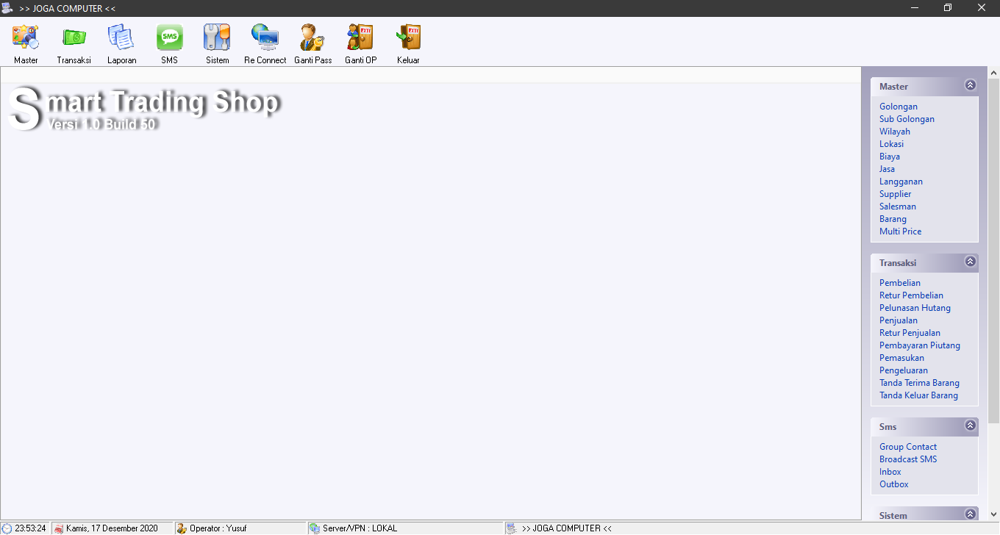 >> JOGA COMPUTER <<
Master Transaksi Laporan SMS Sistem Re Connect Ganti Pass Ganti OP Keluar
SMS
EXIT
EXIT
Smart Trading Shop
Versi 1.0 Build 50
Master
Golongan
Sub Golongan
Wilayah
Lokasi
Biaya
Jasa
Langganan
Supplier
Salesman
Barang
Multi Price
Transaksi
Pembelian
Retur Pembelian
Pelunasan Hutang
Penjualan
Retur Penjualan
Pembayaran Piutang
Pemasukan
Pengeluaran
Tanda Terima Barang
Tanda Keluar Barang
Sms
Group Contact
Broadcast SMS
Inbox
Outbox
Sistem
23:53:24 Kamis, 17 Desember 2020 Operator : Yusuf Server/VPN : LOKAL >> JOGA COMPUTER <<